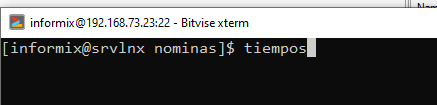 informix@192.168.73.23:22 - Bitvise xterm
[informix@srvlnx nominas]$ tiempos